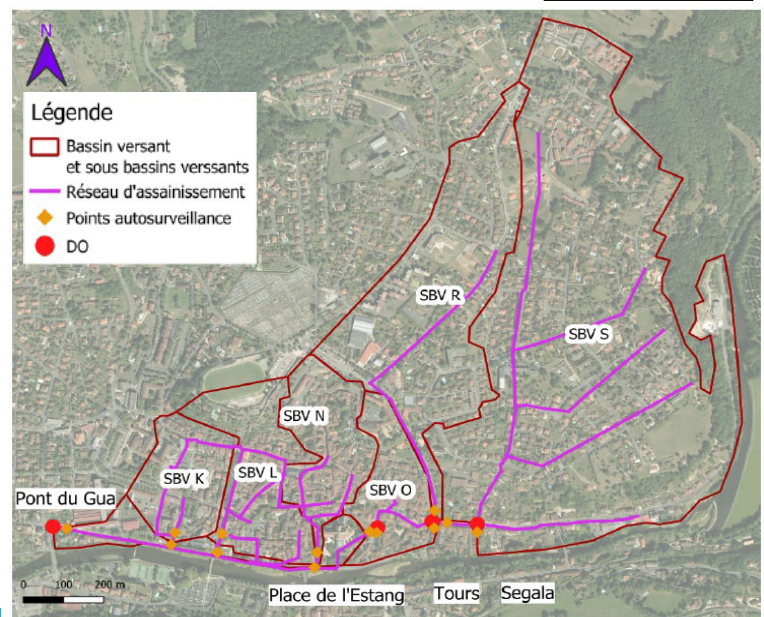 N
Légende
Bassin versant
et sous bassins verssants
Réseau d'assainissement
Points autosurveillance
DO
SBV R
SBV S
SBV N
SBV K
SBV L
SBV O
Pont du Gua
0 100 200 m
Place de l'Estang
Tours
Segala